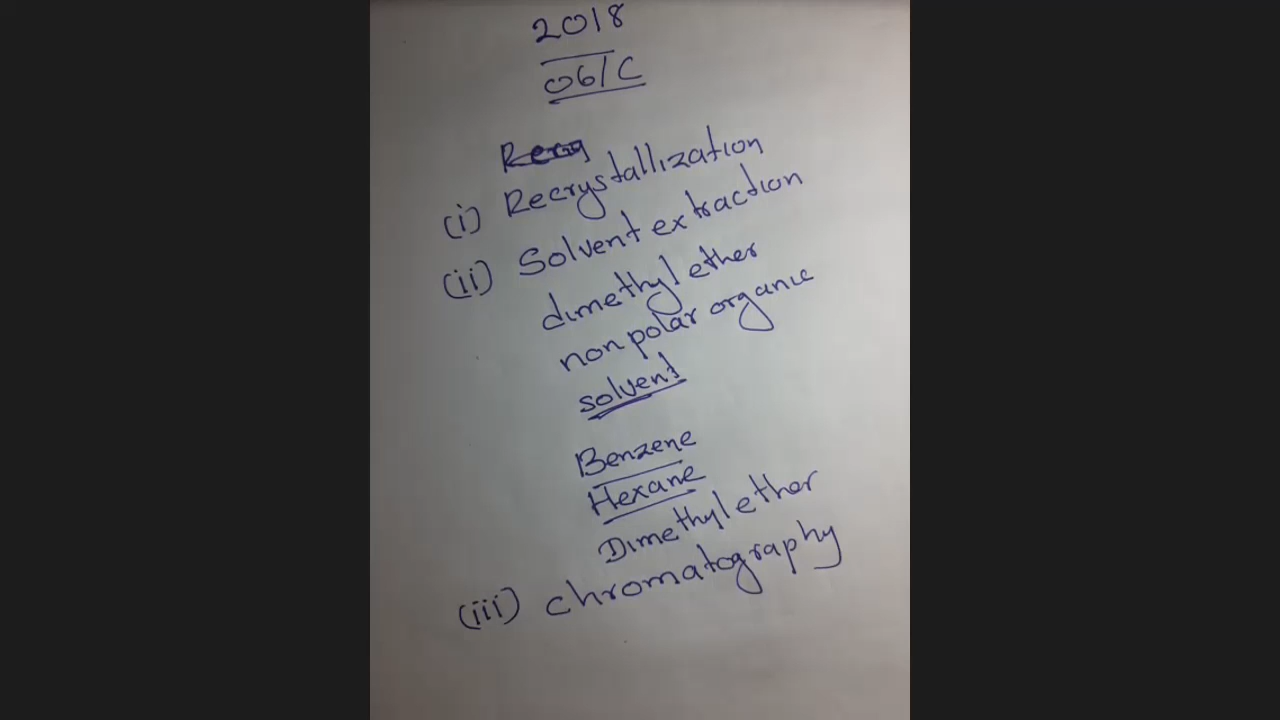 2018
06/C
(i) Recrystallization
(ii) Solvent extraction
dimethyl ether
non polar organic
solvent
Benzene
Hexane
Dimethyl ether
(iii) chromatography